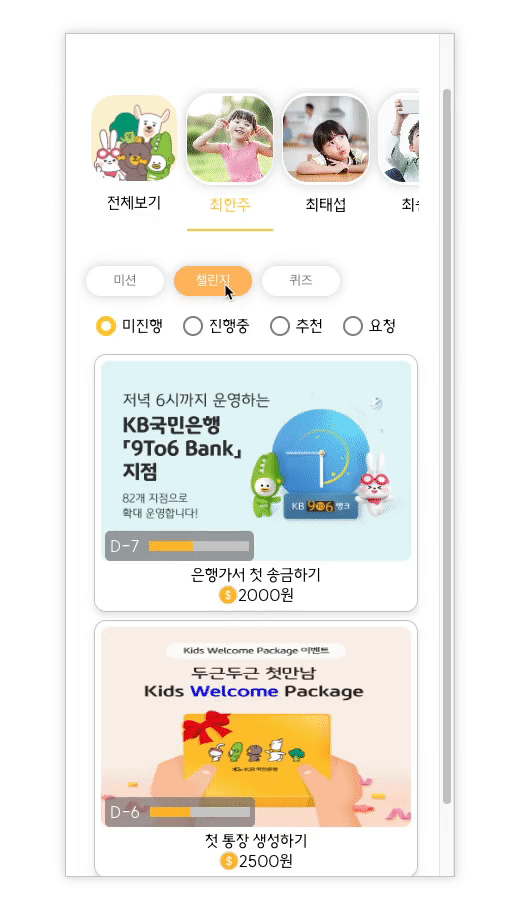 전체보기
최한주
최태섭
미션
챌린지
퀴즈
미진행
진행중
추천
요청
저녁 6시까지 운영하는
KB국민은행
「9To6 Bank」
지점
82개 지점으로
확대 운영합니다!
KB 9To6 뱅크
D-7
은행가서 첫 송금하기
$2000원
Kids Welcome Package 이벤트
두근두근 첫만남
Kids Welcome Package
KB 국민은행
D-6
첫 통장 생성하기
$2500원